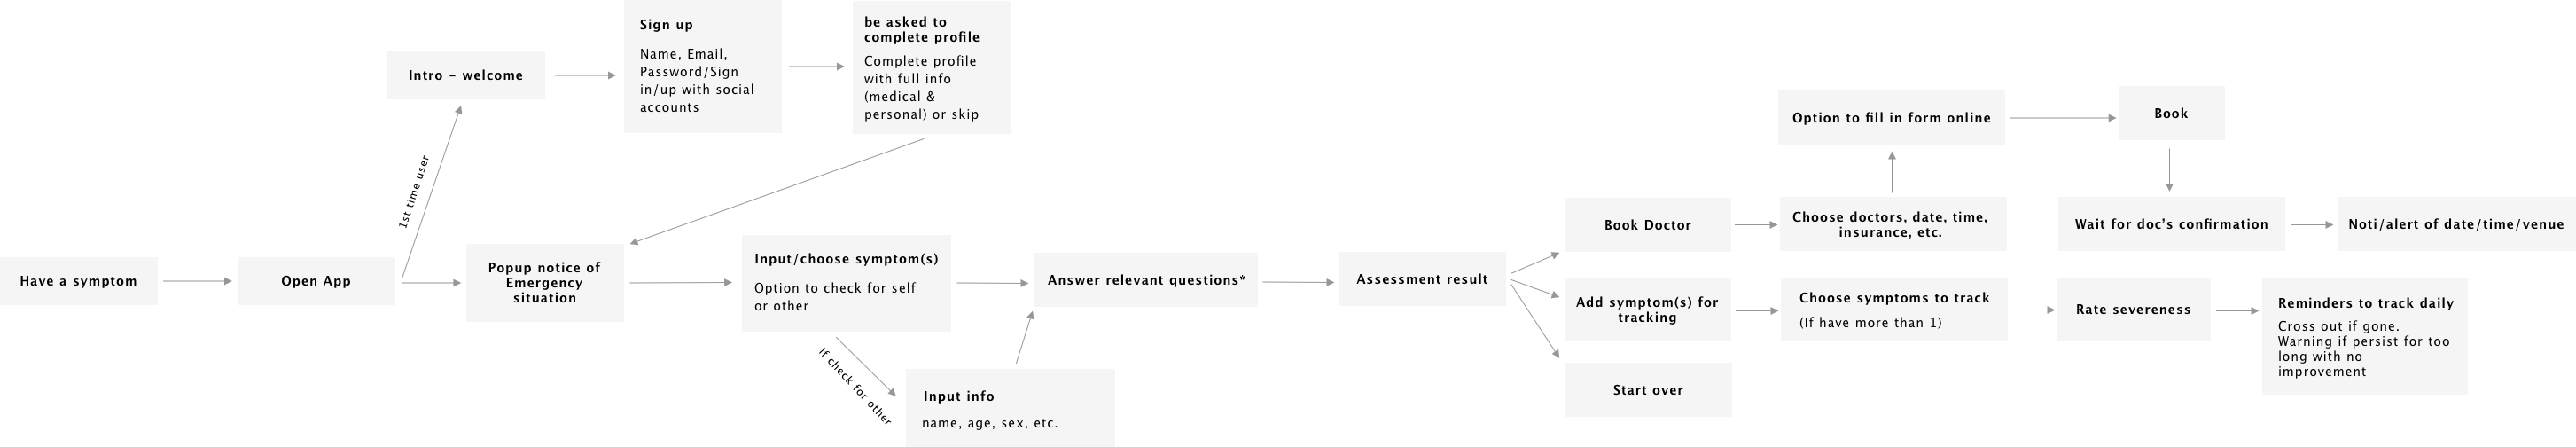 Have a symptom
Open App
1st time user
Intro – welcome
Sign up
Name, Email,
Password/Sign
in/up with social
accounts
be asked to
complete profile
Complete profile
with full info
(medical &
personal) or skip
Popup notice of
Emergency
situation
Input/choose symptom(s)
Option to check for self
or other
if check for other
Input info
name, age, sex, etc.
Answer relevant questions*
Assessment result
Book Doctor
Choose doctors, date, time,
insurance, etc.
Option to fill in form online
Book
Wait for doc’s confirmation
Noti/alert of date/time/venue
Add symptom(s) for
tracking
Choose symptoms to track
(If have more than 1)
Rate severeness
Reminders to track daily
Cross out if gone.
Warning if persist for too
long with no
improvement
Start over